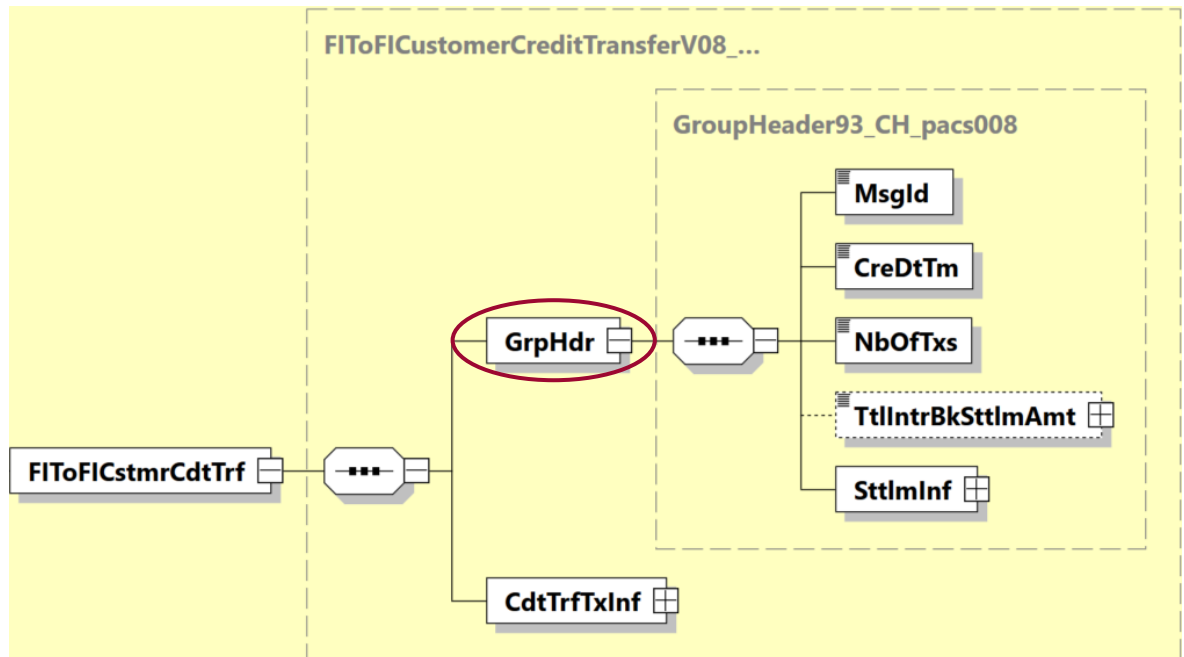 FIToFICustomerCreditTransferV08_...
GroupHeader93_CH_pacs008
MsgId
CreDtTm
GrpHdr
NbOfTxs
TtlIntrBkSttlmAmt
FIToFICstmrCdtTrf
SttlmInf
CdtTrfTxInf